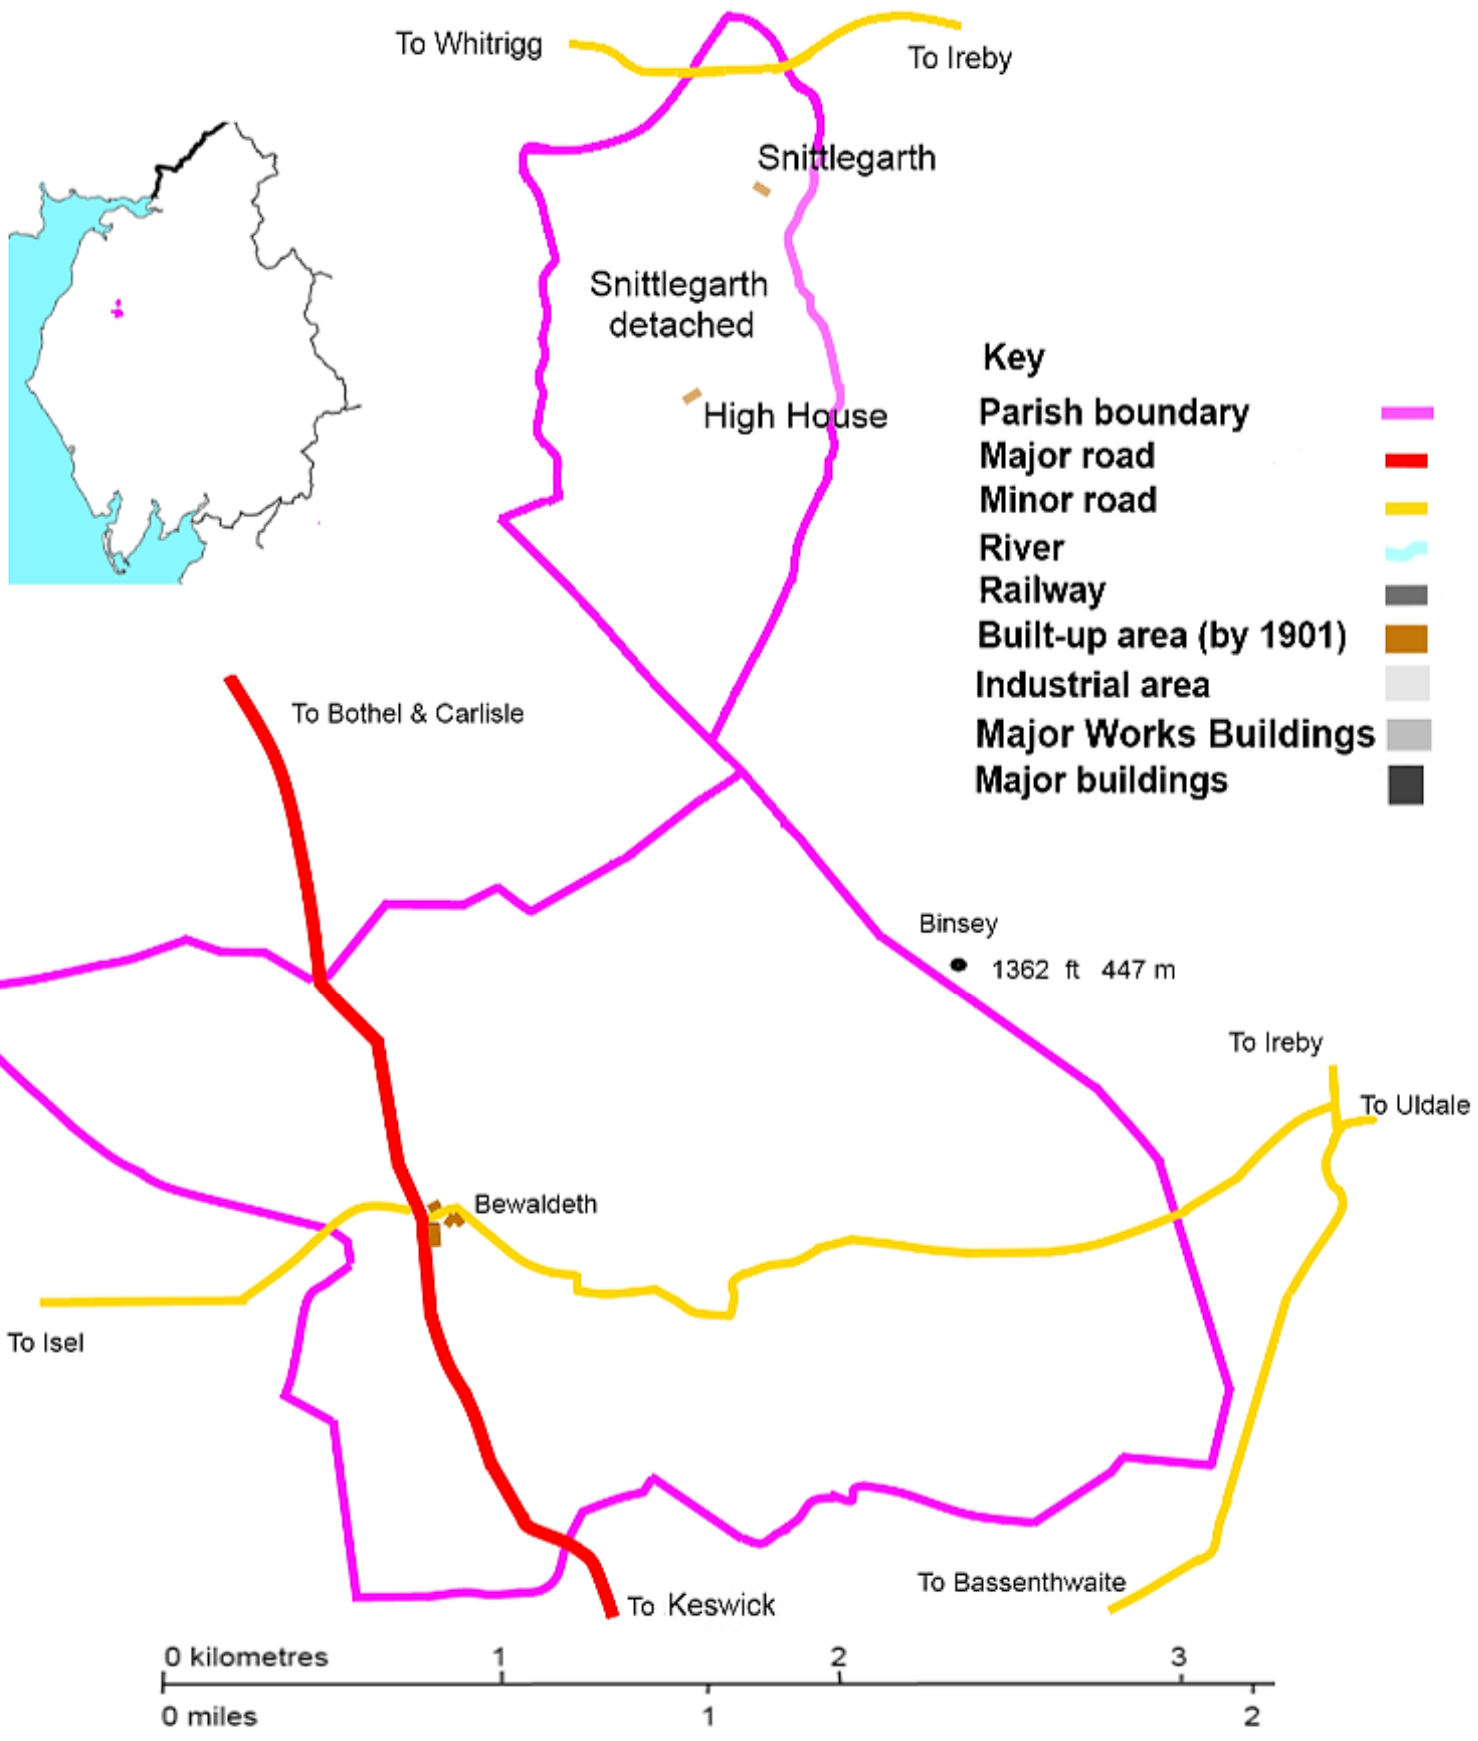 To Whitrigg
To Ireby
Snittlegarth
Snittlegarth
detached
High House
Key
Parish boundary
Major road
Minor road
River
Railway
Built-up area (by 1901)
Industrial area
Major Works Buildings
Major buildings
To Bothel & Carlisle
Binsey
1362 ft 447 m
To Ireby
To Uldale
Bewaldeth
To Isel
To Bassenthwaite
To Keswick
0 kilometres 1 2 3
0 miles 1 2